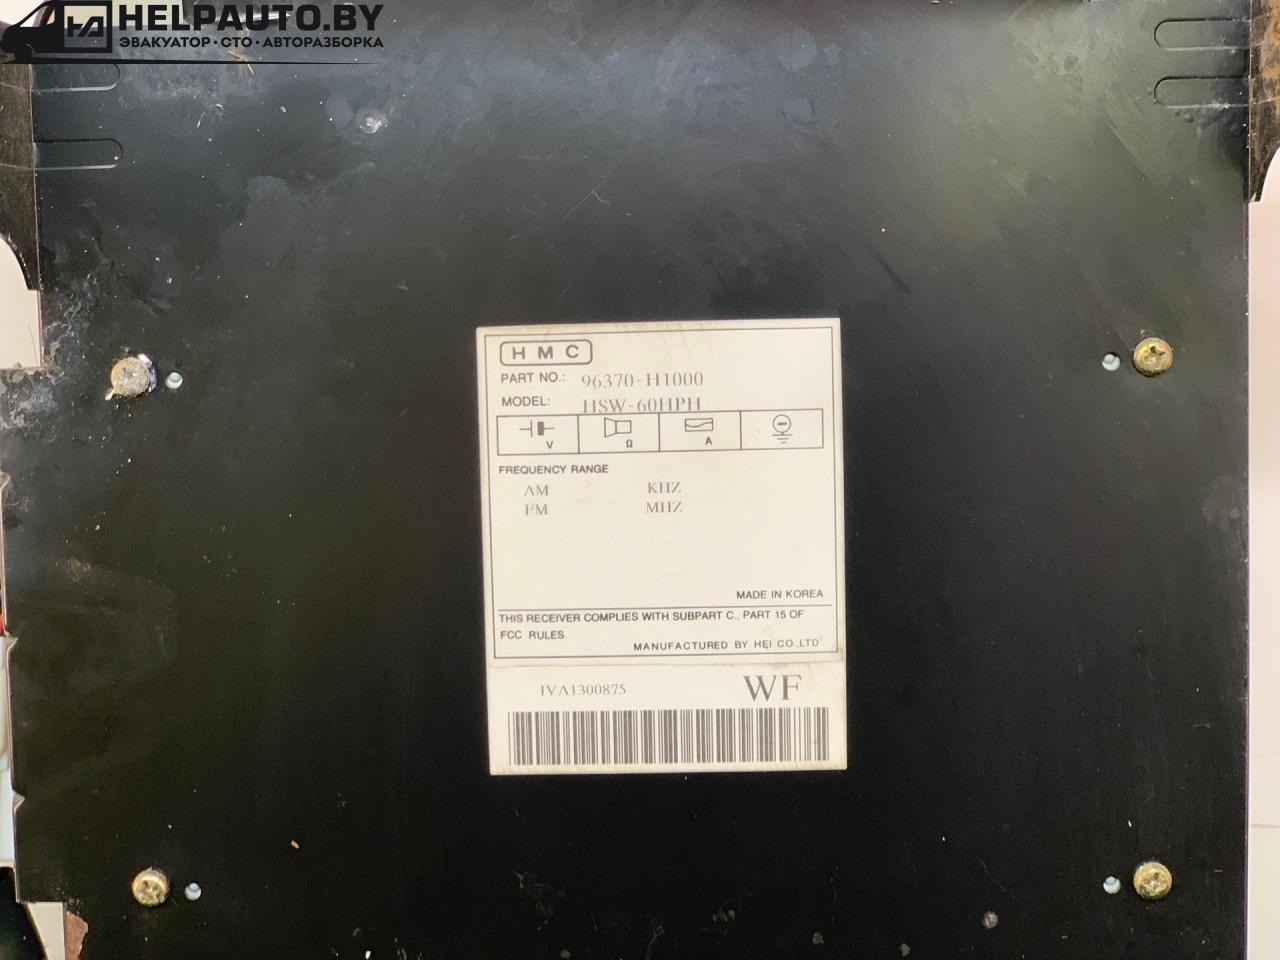 HELPAUTO.BY
ЭВАКУАТОР·СТО·АВТОРАЗБОРКА
HMC
PART NO.: 96370-H1000
MODEL: HSW-60HPH
V Ω A
FREQUENCY RANGE
AM KHZ
FM MHZ
MADE IN KOREA
THIS RECEIVER COMPLIES WITH SUBPART C., PART 15 OF
FCC RULES.
MANUFACTURED BY HEI CO.,LTD
IVA1300875 WF